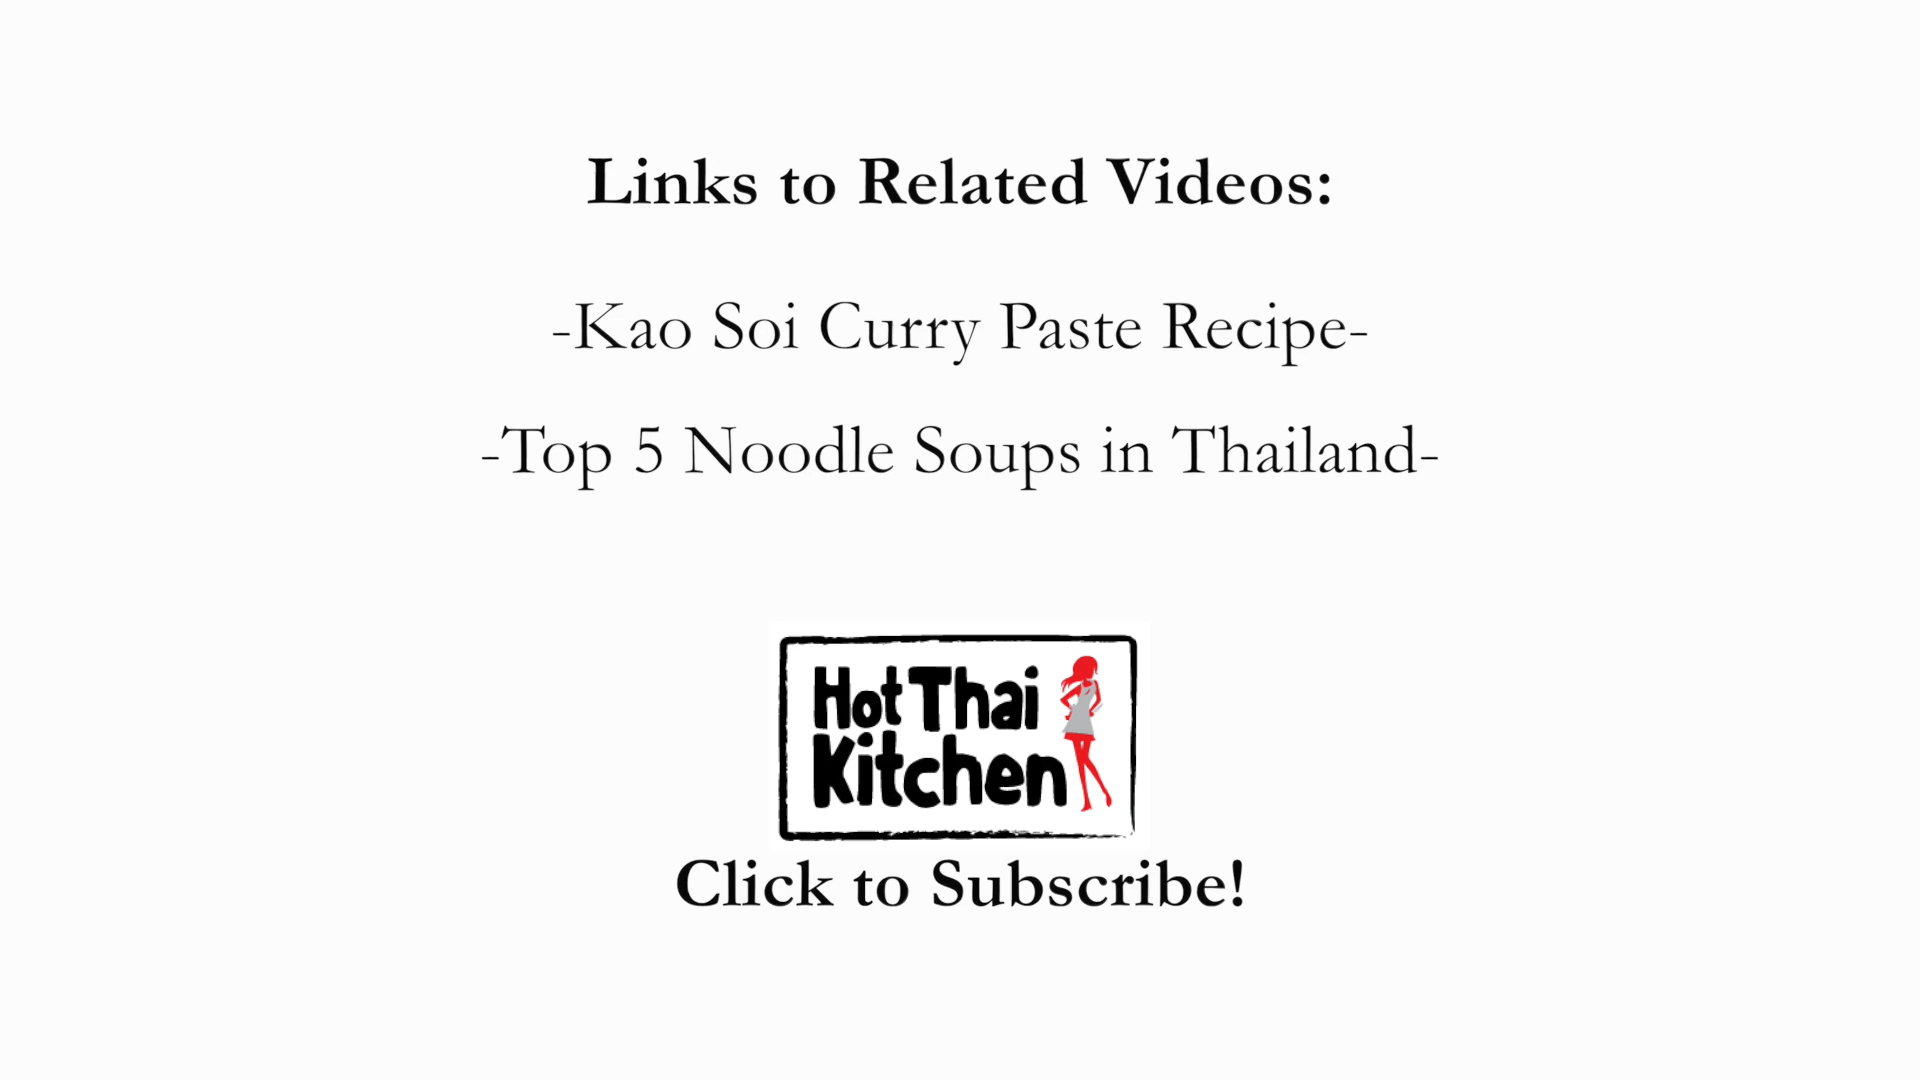 Links to Related Videos:
-Kao Soi Curry Paste Recipe-
-Top 5 Noodle Soups in Thailand-
Hot Thai
Kitchen
Click to Subscribe!